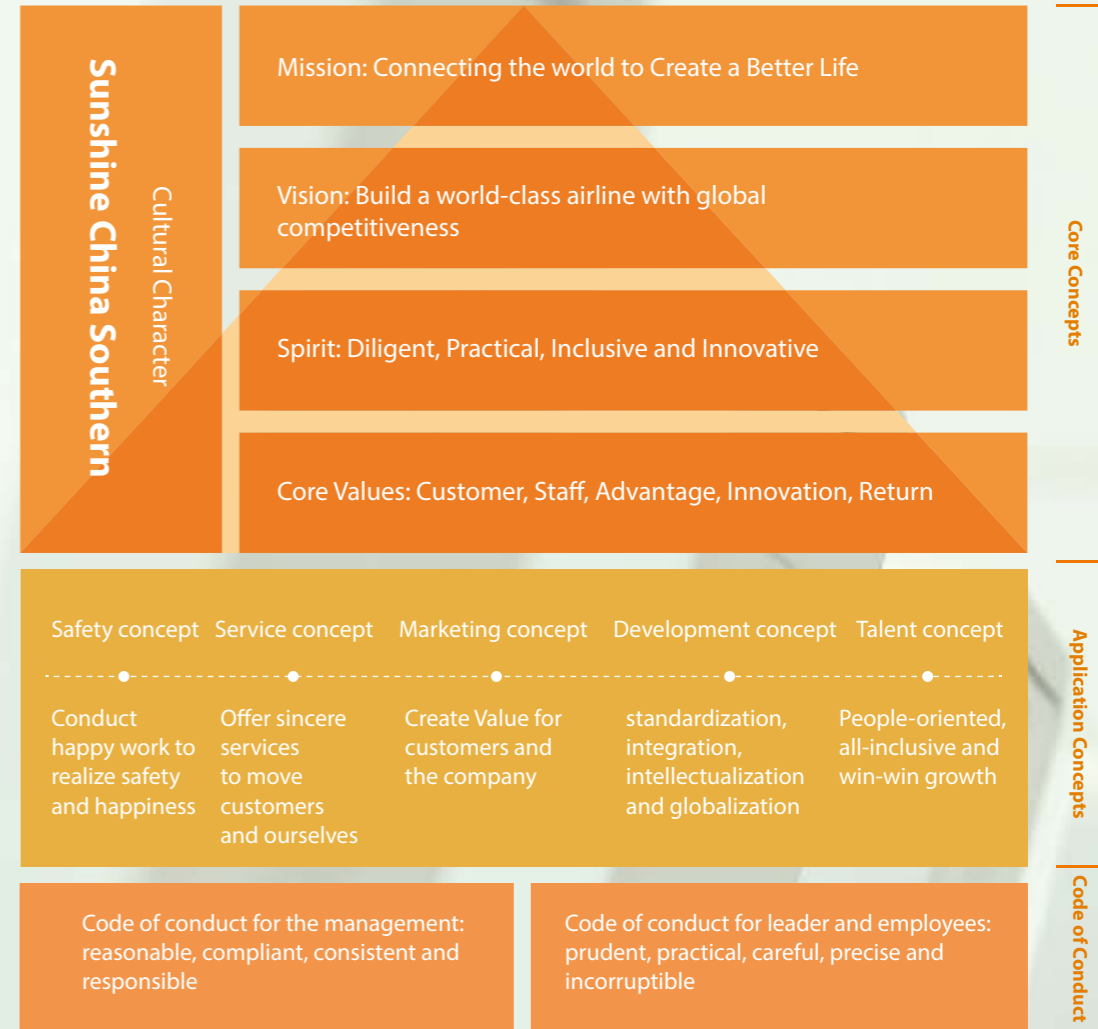 Sunshine China Southern
Cultural Character
Mission: Connecting the world to Create a Better Life
Vision: Build a world-class airline with global
competitiveness
Spirit: Diligent, Practical, Inclusive and Innovative
Core Values: Customer, Staff, Advantage, Innovation, Return
Core Concepts
Safety concept
Conduct
happy work to
realize safety
and happiness
Service concept
Offer sincere
services
to move
customers
and ourselves
Marketing concept
Create Value for
customers and
the company
Development concept
standardization,
integration,
intellectualization
and globalization
Talent concept
People-oriented,
all-inclusive and
win-win growth
Application Concepts
Code of conduct for the management:
reasonable, compliant, consistent and
responsible
Code of conduct for leader and employees:
prudent, practical, careful, precise and
incorruptible
Code of Conduct